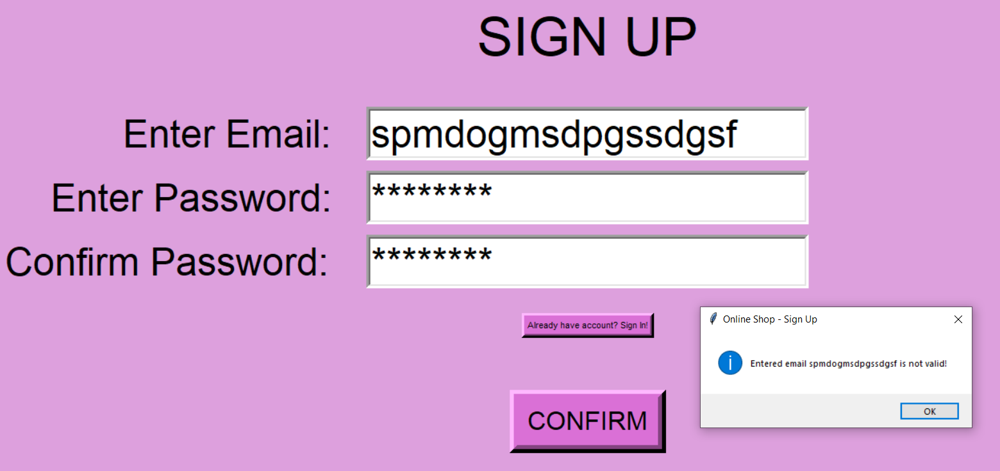 SIGN UP
Enter Email:
spmdogmsdpgssdgsf
Enter Password:
********
Confirm Password:
********
Already have account? Sign In!
CONFIRM
Online Shop - Sign Up
Entered email spmdogmsdpgssdgsf is not valid!
OK